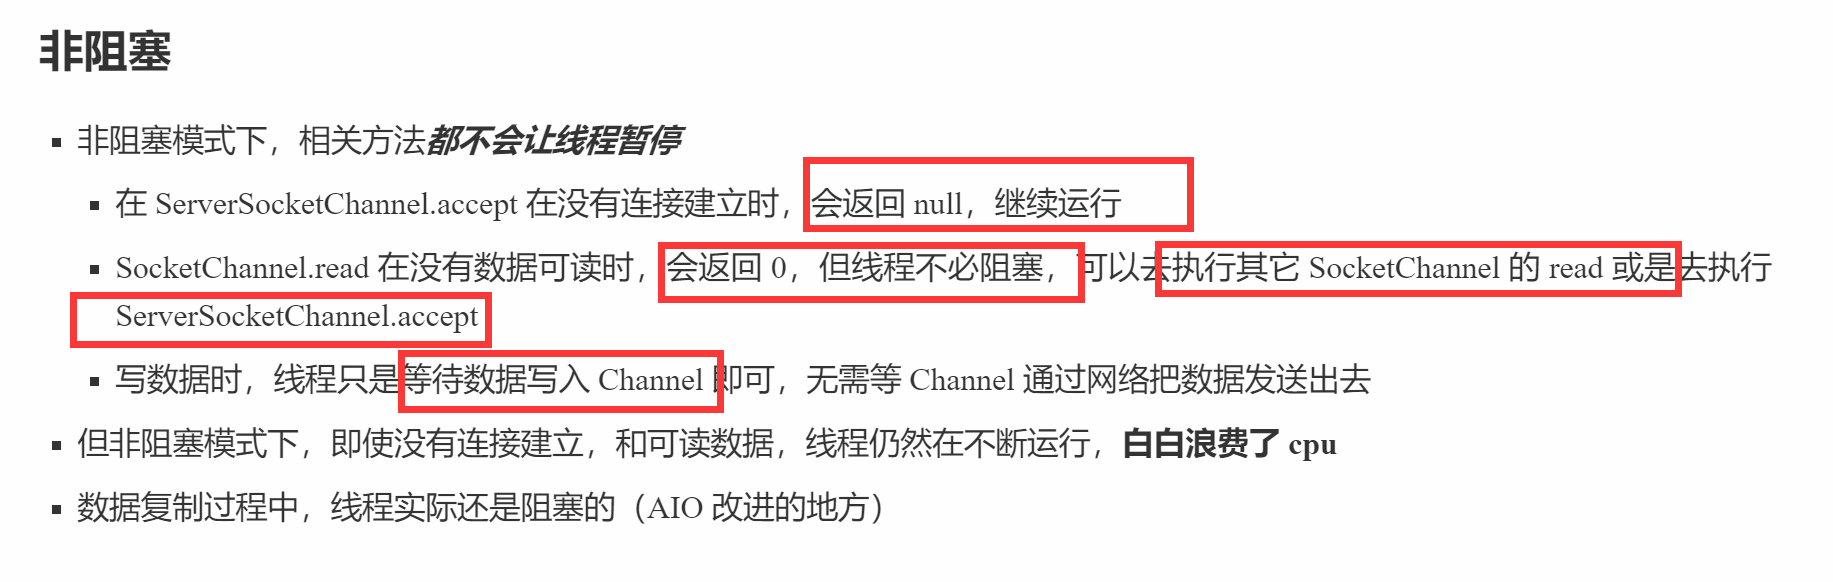 非阻塞
非阻塞模式下，相关方法都不会让线程暂停
在 ServerSocketChannel.accept 在没有连接建立时，会返回 null，继续运行
SocketChannel.read 在没有数据可读时，会返回 0，但线程不必阻塞，可以去执行其它 SocketChannel 的 read 或是去执行
ServerSocketChannel.accept
写数据时，线程只是等待数据写入 Channel 即可，无需等 Channel 通过网络把数据发送出去
但非阻塞模式下，即使没有连接建立，和可读数据，线程仍然在不断运行，白白浪费了 cpu
数据复制过程中，线程实际还是阻塞的（AIO 改进的地方）